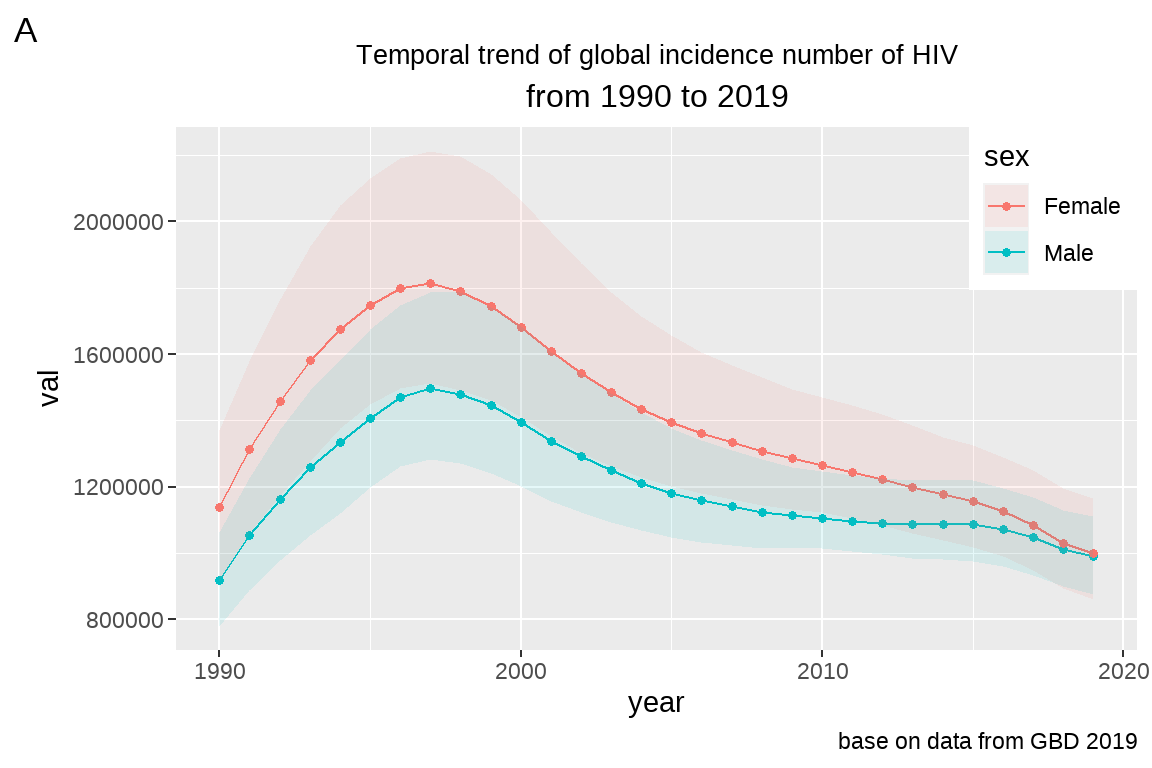 A
Temporal trend of global incidence number of HIV
from 1990 to 2019
sex
Female
Male
val
2000000
1600000
1200000
800000
1990 2000 2010 2020
year
base on data from GBD 2019